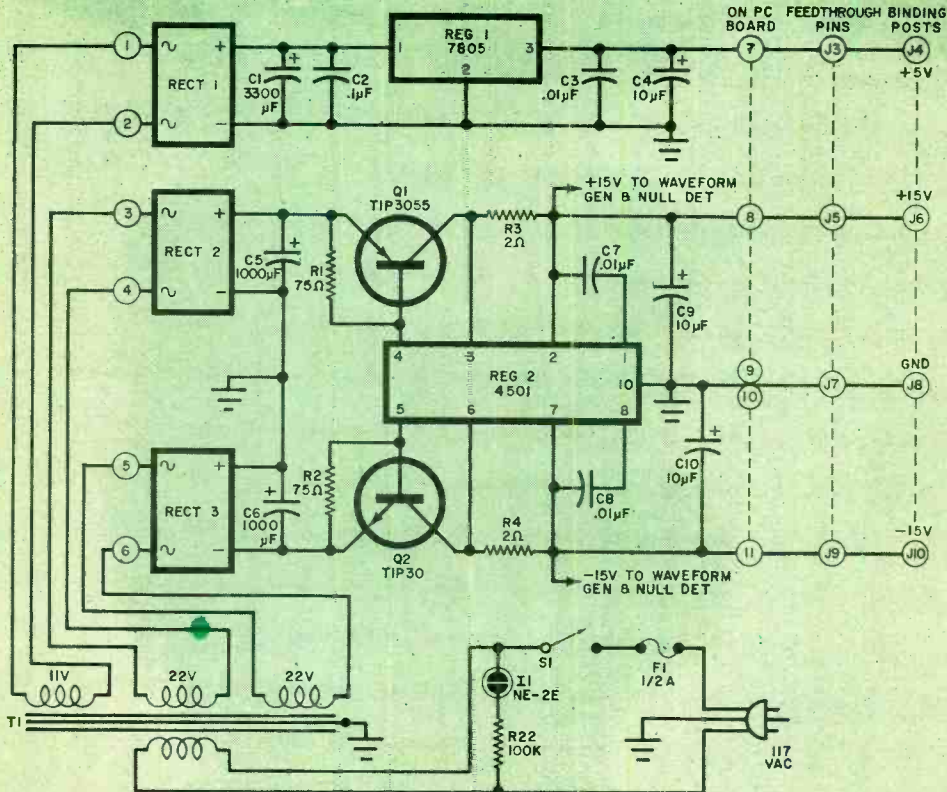 ON PC
BOARD
FEEDTHROUGH
PINS
BINDING
POSTS
1
RECT 1
+
C1
3300
µF
+
C2
.1µF
1
REG 1
7805
3
2
C3
.01µF
+
C4
10µF
7
J3
J4
+5V
2
-
3
RECT 2
+
C5
1000µF
+
R1
75Ω
Q1
TIP3055
R3
2Ω
+15V TO WAVEFORM
GEN & NULL DET
C7
.01µF
+
C9
10µF
8
J5
+15V
J6
4
-
4
3
2
1
REG 2
4501
10
5
6
7
8
9
10
J7
GND
J8
5
RECT 3
+
C6
1000
µF
+
R2
75Ω
Q2
TIP30
R4
2Ω
C8
.01µF
C10
10µF
+
-15V TO WAVEFORM
GEN & NULL DET
11
J9
-15V
J10
6
-
11V
22V
22V
T1
I1
NE-2E
R22
100K
S1
F1
1/2A
117
VAC